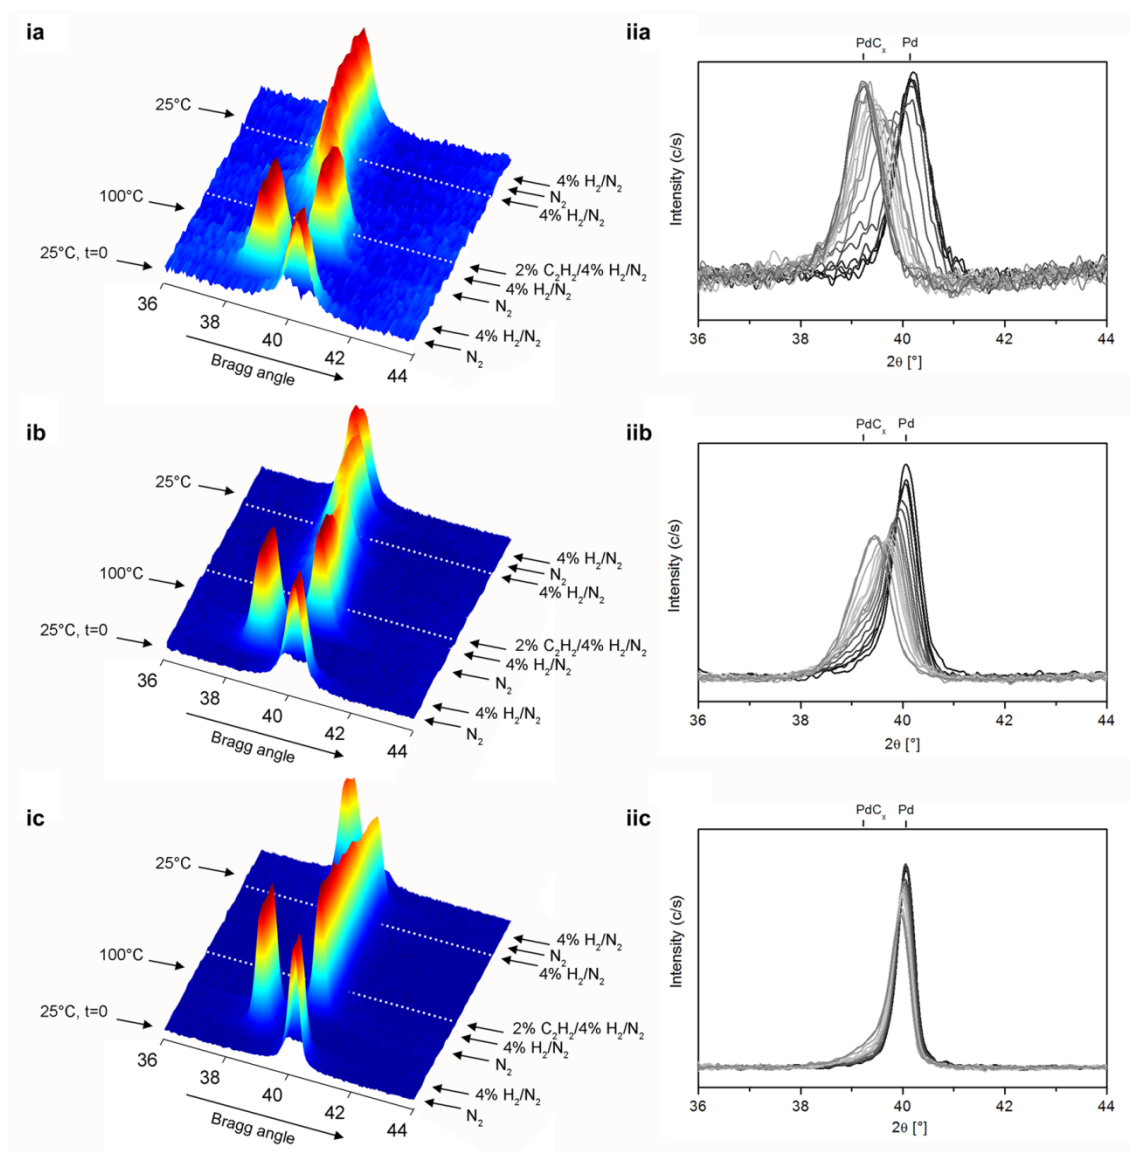 ia
25°C
100°C
25°C, t=0
4% H₂/N₂
N₂
4% H₂/N₂
2% C₂H₂/4% H₂/N₂
4% H₂/N₂
N₂
4% H₂/N₂
N₂
36
38
40
42
44
Bragg angle
iia
PdCₓ Pd
Intensity (c/s)
36 38 40 42 44
2θ [°]
ib
25°C
100°C
25°C, t=0
4% H₂/N₂
N₂
4% H₂/N₂
2% C₂H₂/4% H₂/N₂
4% H₂/N₂
N₂
4% H₂/N₂
N₂
36
38
40
42
44
Bragg angle
iib
PdCₓ Pd
Intensity (c/s)
36 38 40 42 44
2θ [°]
ic
25°C
100°C
25°C, t=0
4% H₂/N₂
N₂
4% H₂/N₂
2% C₂H₂/4% H₂/N₂
4% H₂/N₂
N₂
4% H₂/N₂
N₂
36
38
40
42
44
Bragg angle
iic
PdCₓ Pd
Intensity (c/s)
36 38 40 42 44
2θ [°]